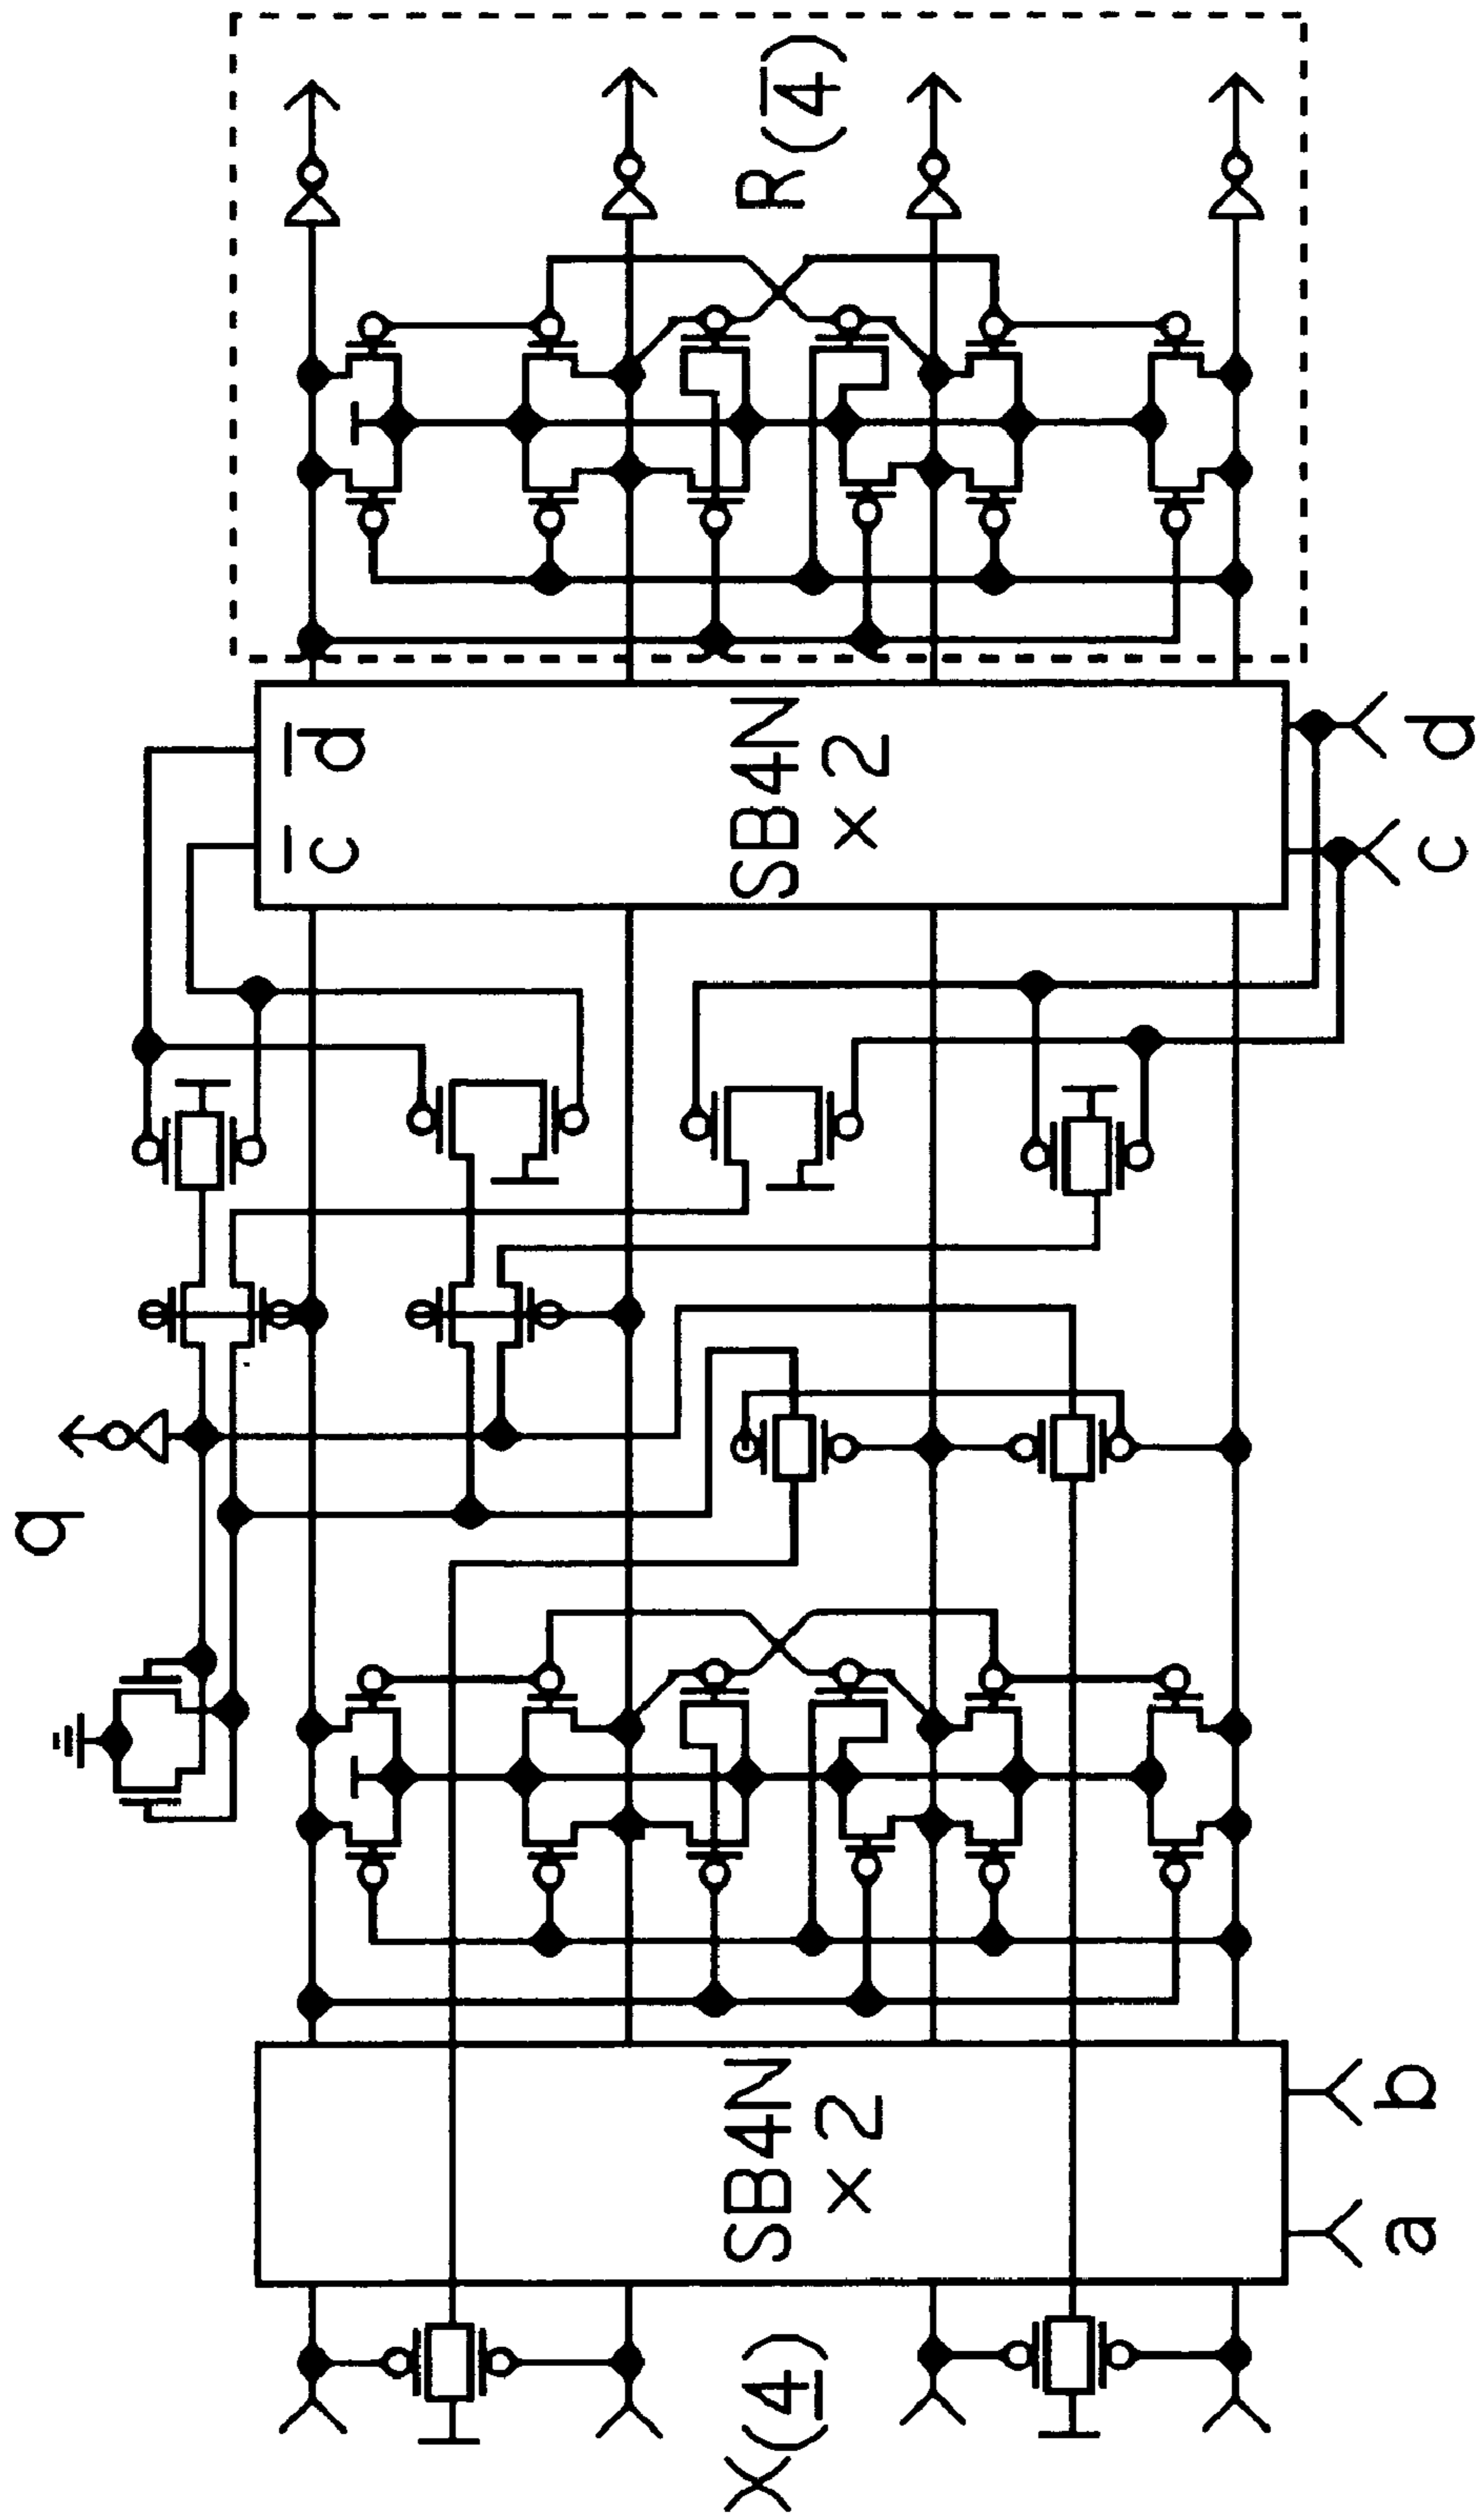 q
c̅ d̅
X(4̲)
SB4N
x 2
SB4N
x 2
R(4̅)
a
b
c
d